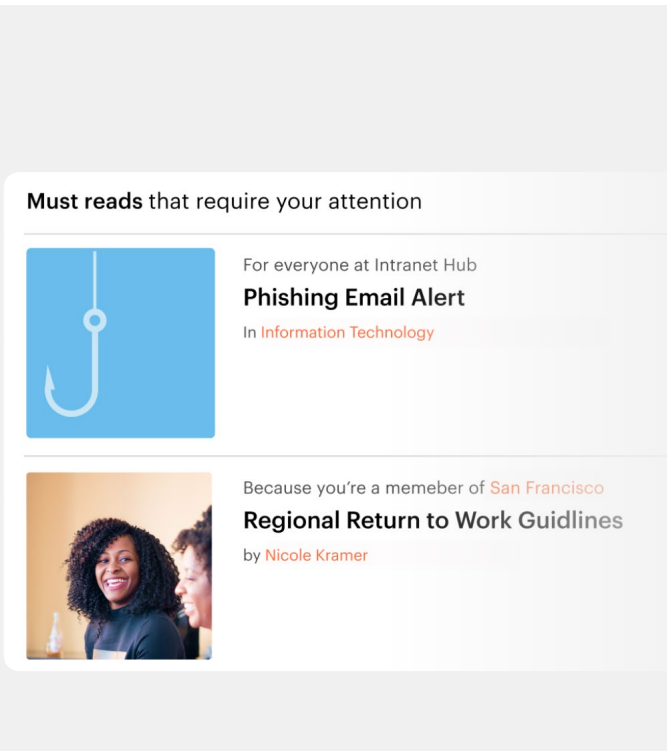 Must reads that require your attention
For everyone at Intranet Hub
Phishing Email Alert
In Information Technology
Because you're a memeber of San Francisco
Regional Return to Work Guidlines
by Nicole Kramer